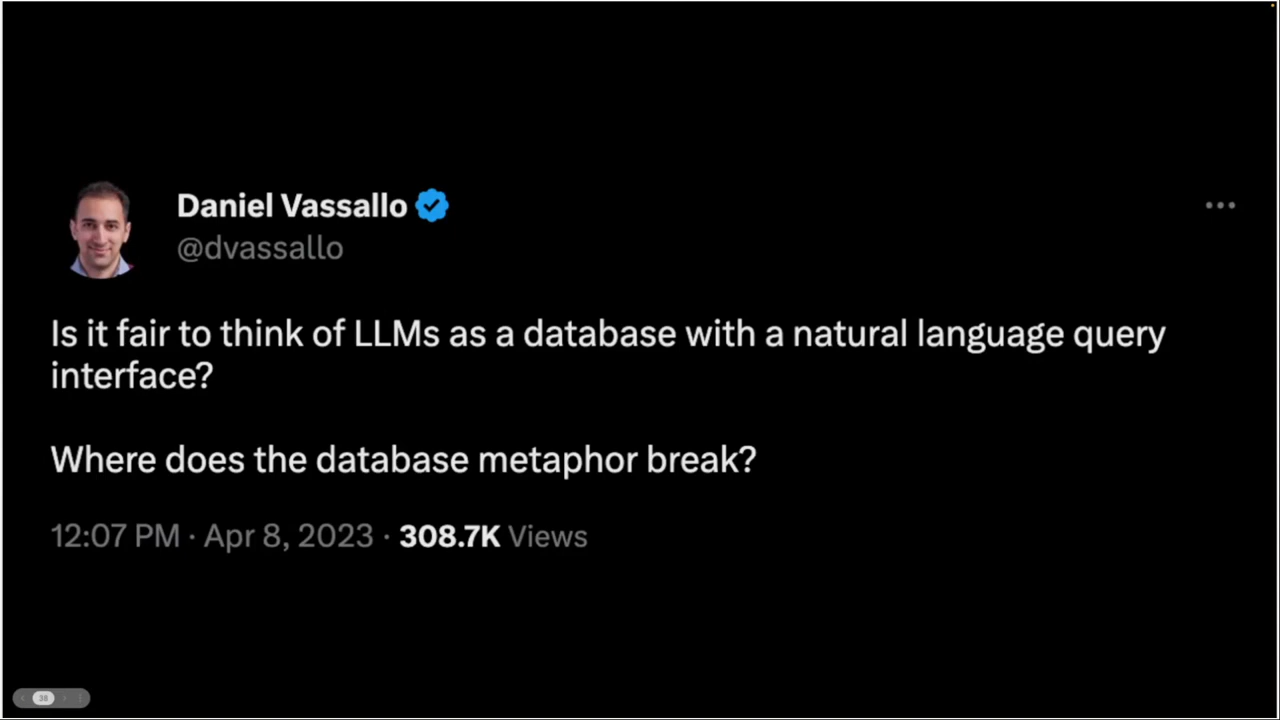 Daniel Vassallo
@dvassallo
Is it fair to think of LLMs as a database with a natural language query
interface?
Where does the database metaphor break?
12:07 PM · Apr 8, 2023 · 308.7K Views
38